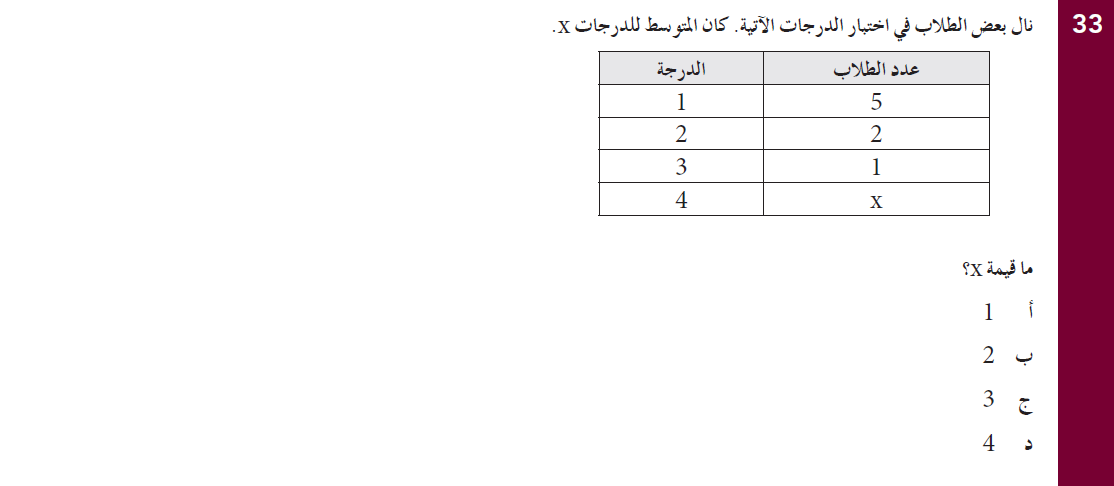 33
نال بعض الطلاب في اختبار الدرجات الآتية. كان المتوسط للدرجات x.
عدد الطلاب الدرجة
5 1
2 2
1 3
x 4
ما قيمة x؟
أ 1
ب 2
ج 3
د 4